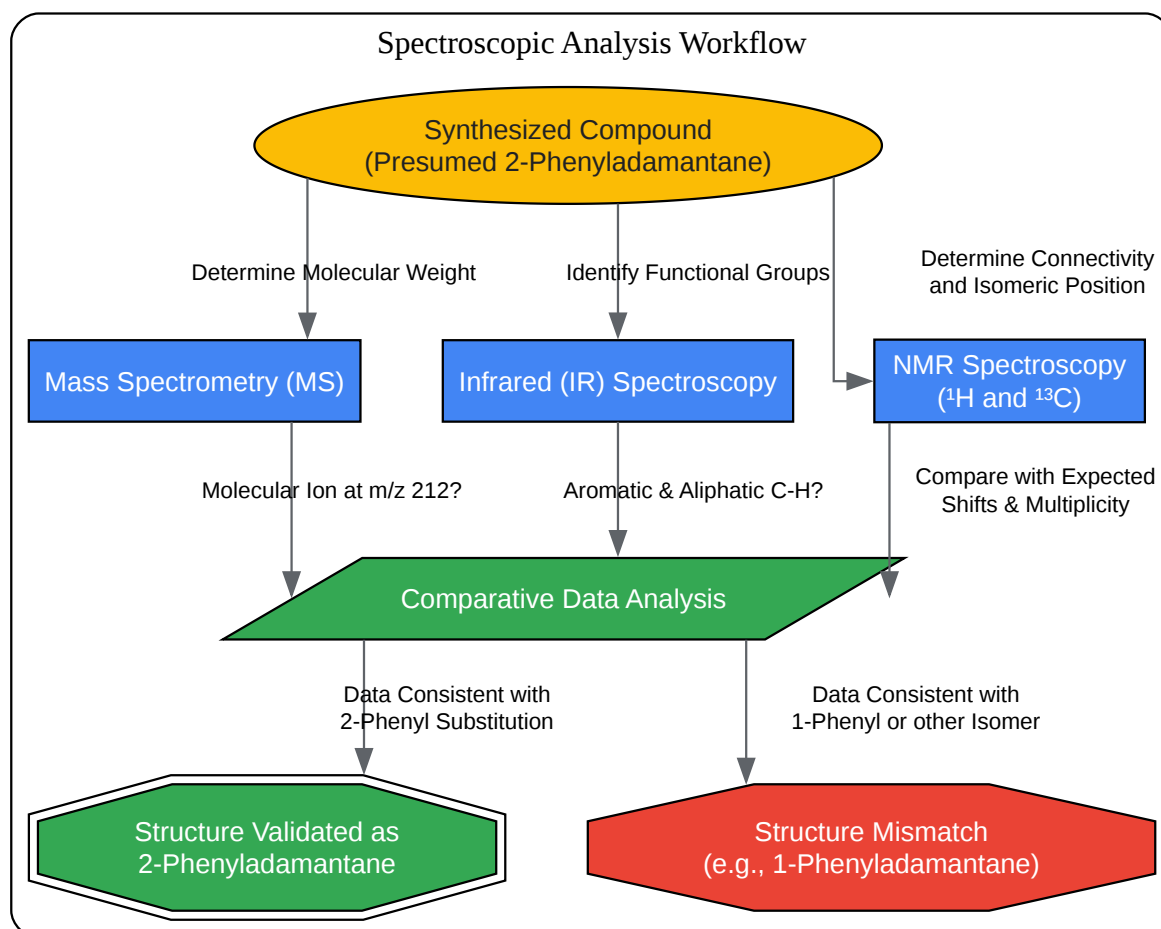 Spectroscopic Analysis Workflow
Synthesized Compound
(Presumed 2-Phenyladamantane)
Determine Molecular Weight
Identify Functional Groups
Determine Connectivity
and Isomeric Position
Mass Spectrometry (MS)
Infrared (IR) Spectroscopy
NMR Spectroscopy
(¹H and ¹³C)
Molecular Ion at m/z 212?
Aromatic & Aliphatic C-H?
Compare with Expected
Shifts & Multiplicity
Comparative Data Analysis
Data Consistent with
2-Phenyl Substitution
Data Consistent with
1-Phenyl or other Isomer
Structure Validated as
2-Phenyladamantane
Structure Mismatch
(e.g., 1-Phenyladamantane)